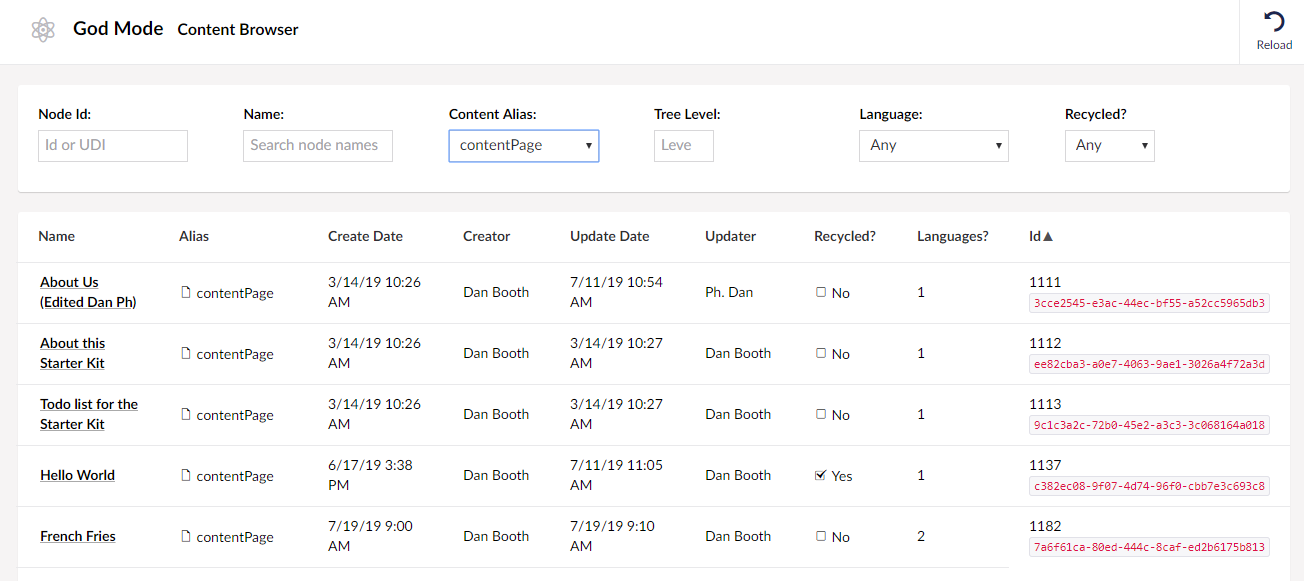 God Mode Content Browser
Reload
Node Id: Name: Content Alias: Tree Level: Language: Recycled?
Id or UDI Search node names contentPage Leve Any Any
Name Alias Create Date Creator Update Date Updater Recycled? Languages? Id▲
About Us
(Edited Dan Ph)
contentPage
3/14/19 10:26
AM
Dan Booth
7/11/19 10:54
AM
Ph. Dan
No
1
1111
3cce2545-e3ac-44ec-bf55-a52cc5965db3
About this
Starter Kit
contentPage
3/14/19 10:26
AM
Dan Booth
3/14/19 10:27
AM
Dan Booth
No
1
1112
ee82cba3-a0e7-4063-9ae1-3026a4f72a3d
Todo list for the
Starter Kit
contentPage
3/14/19 10:26
AM
Dan Booth
3/14/19 10:27
AM
Dan Booth
No
1
1113
9c1c3a2c-72b0-45e2-a3c3-3c068164a018
Hello World
contentPage
6/17/19 3:38
PM
Dan Booth
7/11/19 11:05
AM
Dan Booth
Yes
1
1137
c382ec08-9f07-4d74-96f0-cbb7e3c693c8
French Fries
contentPage
7/19/19 9:00
AM
Dan Booth
7/19/19 9:10
AM
Dan Booth
No
2
1182
7a6f61ca-80ed-444c-8caf-ed2b6175b813